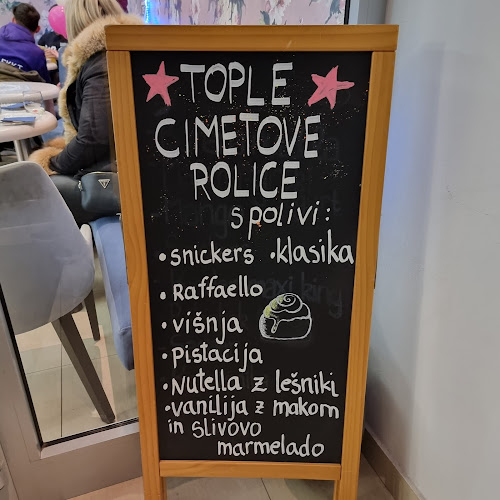 TOPLE
CIMETOVE
ROLICE
s polivi:
•snickers •klasika
•Raffaello
•višnja
•pistacija
•Nutella z lešniki
•vanilija z makom
in slivovo
marmelado